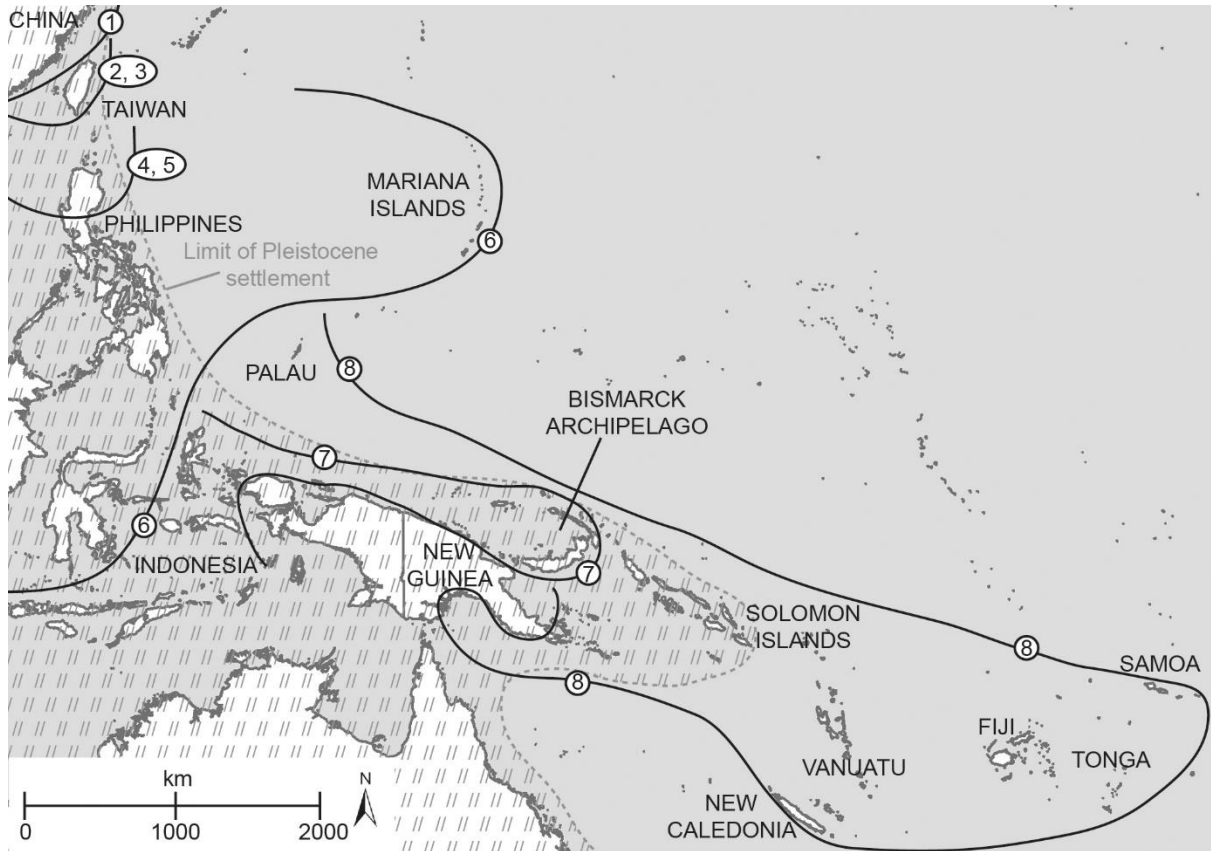 CHINA
1
2, 3
TAIWAN
4, 5
MARIANA
ISLANDS
6
PHILIPPINES
Limit of Pleistocene
settlement
PALAU
8
BISMARCK
ARCHIPELAGO
7
6
INDONESIA
NEW
GUINEA
7
SOLOMON
ISLANDS
8
8
SAMOA
FIJI
VANUATU
TONGA
NEW
CALEDONIA
km
N
0 1000 2000